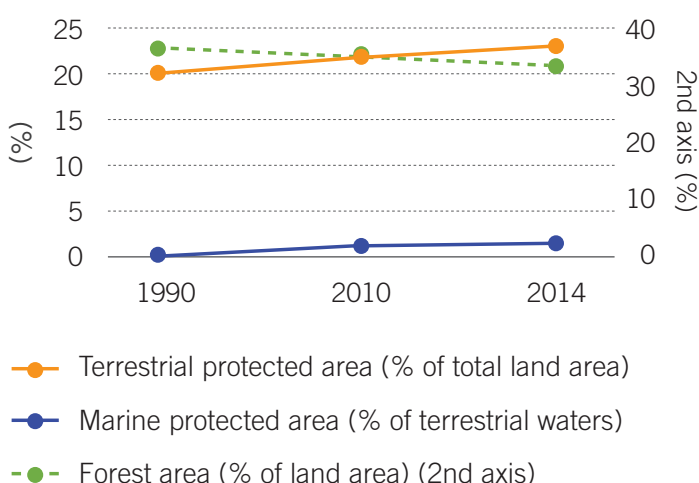 25
20
15
10
5
0
(%)
40
30
20
10
0
2nd axis (%)
1990 2010 2014
Terrestrial protected area (% of total land area)
Marine protected area (% of terrestrial waters)
Forest area (% of land area) (2nd axis)